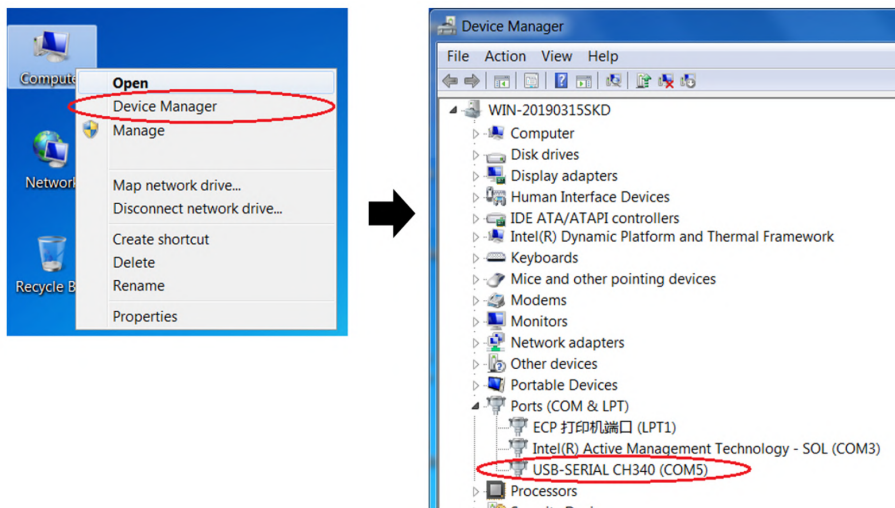 Compute
Open
Device Manager
Manage
Network
Map network drive...
Disconnect network drive...
Create shortcut
Delete
Recycle B
Rename
Properties
Device Manager
File Action View Help
WIN-20190315SKD
Computer
Disk drives
Display adapters
Human Interface Devices
IDE ATA/ATAPI controllers
Intel(R) Dynamic Platform and Thermal Framework
Keyboards
Mice and other pointing devices
Modems
Monitors
Network adapters
Other devices
Portable Devices
Ports (COM & LPT)
ECP 打印机端口 (LPT1)
Intel(R) Active Management Technology - SOL (COM3)
USB-SERIAL CH340 (COM5)
Processors